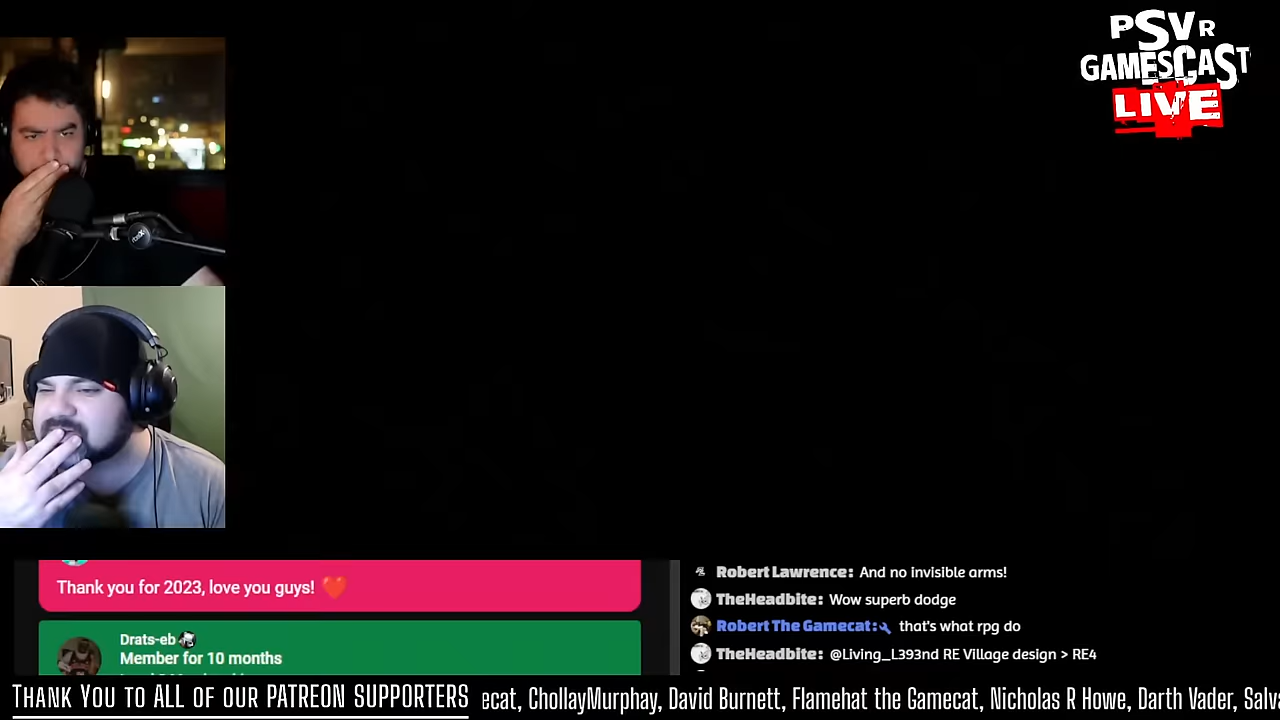 PSVR
GAMESCAST
LIVE
Thank you for 2023, love you guys! ❤️
Drats-eb
Member for 10 months
Robert Lawrence: And no invisible arms!
TheHeadbite: Wow superb dodge
Robert The Gamecat: that's what rpg do
TheHeadbite: @Living_L393nd RE Village design > RE4
THANK YOU TO ALL OF OUR PATREON SUPPORTERS ecat, ChollayMurphay, David Burnett, Flamehat the Gamecat, Nicholas R Howe, Darth Vader, Salva